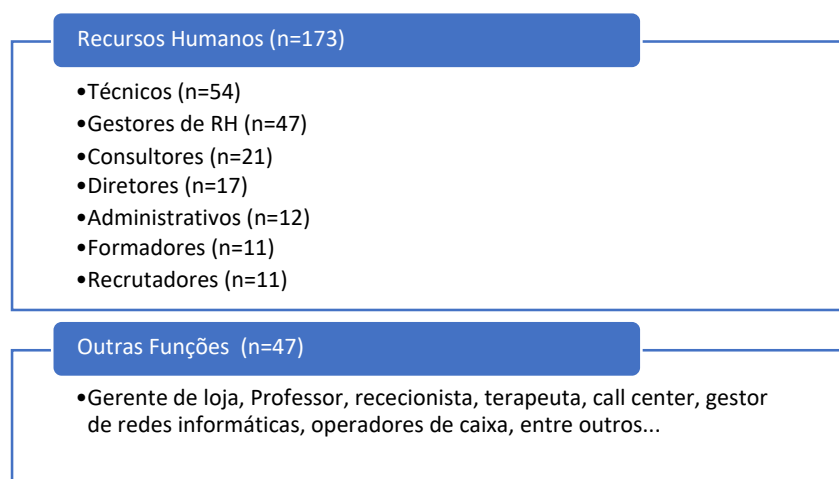 Recursos Humanos (n=173)
•Técnicos (n=54)
•Gestores de RH (n=47)
•Consultores (n=21)
•Diretores (n=17)
•Administrativos (n=12)
•Formadores (n=11)
•Recrutadores (n=11)
Outras Funções (n=47)
•Gerente de loja, Professor, rececionista, terapeuta, call center, gestor
de redes informáticas, operadores de caixa, entre outros...